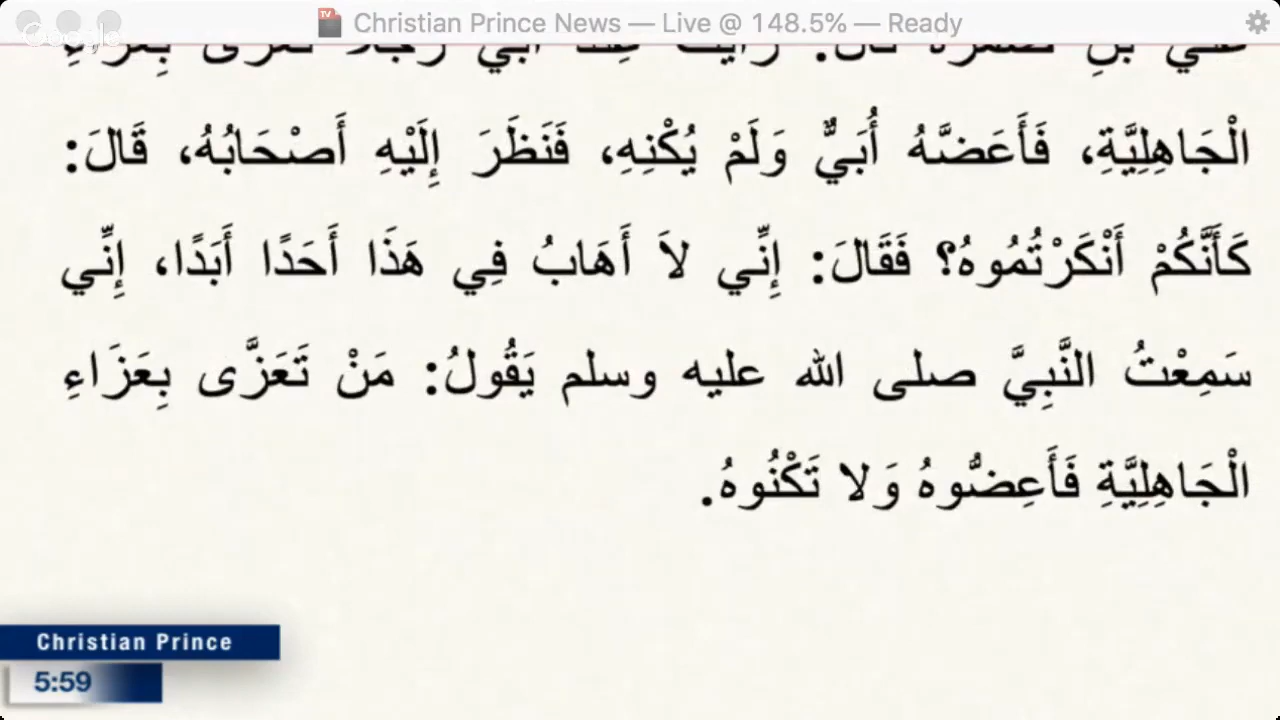 Christian Prince News — Live @ 148.5% — Ready
Google
الْجَاهِلِيَّةِ، فَأَعَضَّهُ أُبَيٌّ وَلَمْ يُكْنِهِ، فَنَظَرَ إِلَيْهِ أَصْحَابُهُ، قَالَ:
كَأَنَّكُمْ أَنْكَرْتُمُوهُ؟ فَقَالَ: إِنِّي لاَ أَهَابُ فِي هَذَا أَحَدًا أَبَدًا، إِنِّي
سَمِعْتُ النَّبِيَّ صلى الله عليه وسلم يَقُولُ: مَنْ تَعَزَّى بِعَزَاءِ
الْجَاهِلِيَّةِ فَأَعِضُّوهُ وَلا تَكْنُوهُ.
Christian Prince
5:59